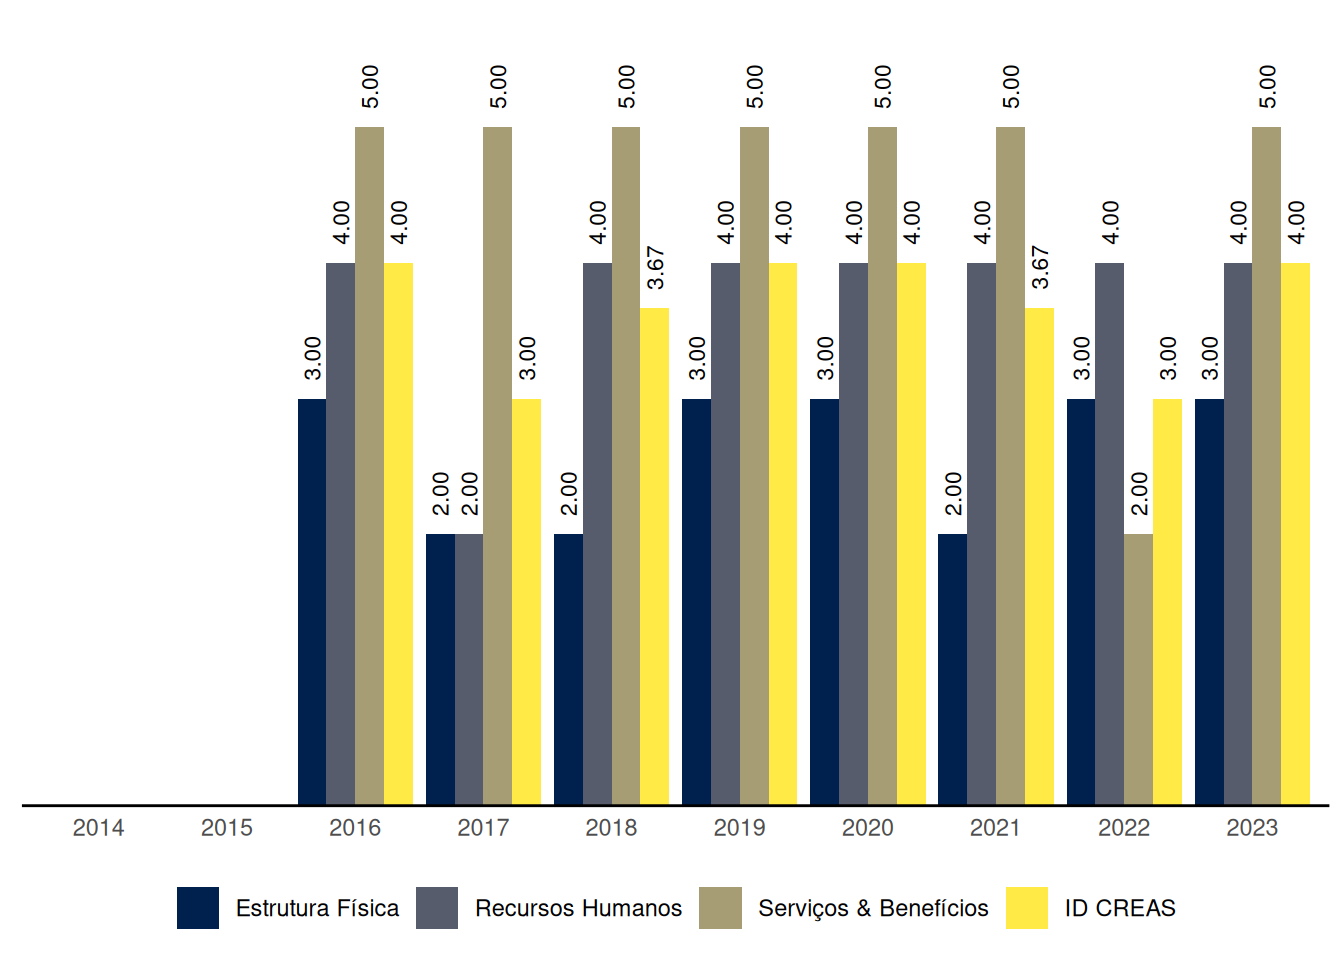 5.00 5.00 5.00 5.00 5.00 5.00 5.00
4.00 4.00 4.00 4.00 4.00 4.00 4.00 4.00 4.00 4.00 4.00
3.67 3.67
3.00 3.00 3.00 3.00 3.00 3.00 3.00
2.00 2.00 2.00 2.00 2.00
2014 2015 2016 2017 2018 2019 2020 2021 2022 2023
Estrutura Física Recursos Humanos Serviços & Benefícios ID CREAS